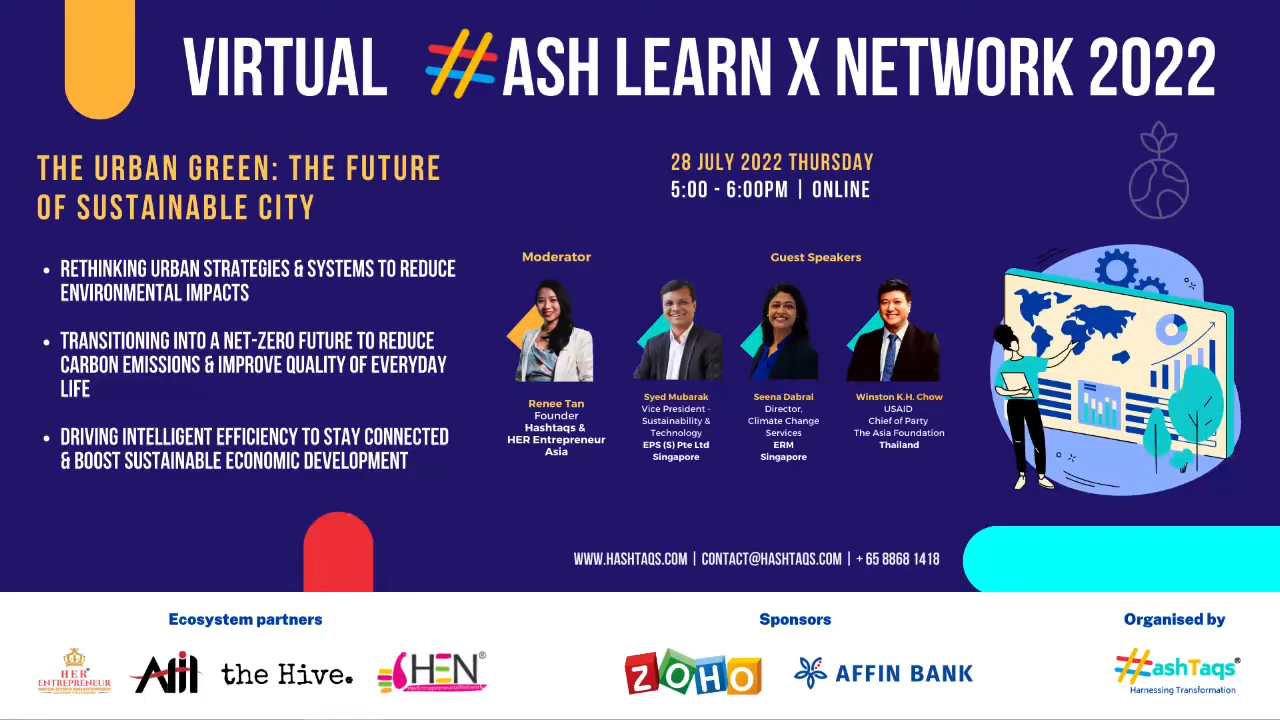 VIRTUAL #ASH LEARN X NETWORK 2022
THE URBAN GREEN: THE FUTURE
OF SUSTAINABLE CITY
28 JULY 2022 THURSDAY
5:00 - 6:00PM | ONLINE
• RETHINKING URBAN STRATEGIES & SYSTEMS TO REDUCE
ENVIRONMENTAL IMPACTS
• TRANSITIONING INTO A NET-ZERO FUTURE TO REDUCE
CARBON EMISSIONS & IMPROVE QUALITY OF EVERYDAY
LIFE
• DRIVING INTELLIGENT EFFICIENCY TO STAY CONNECTED
& BOOST SUSTAINABLE ECONOMIC DEVELOPMENT
Moderator
Renee Tan
Founder
Hashtaqs &
HER Entrepreneur
Asia
Guest Speakers
Syed Mubarak
Vice President -
Sustainability &
Technology
EPS (S) Pte Ltd
Singapore
Seena Dabral
Director,
Climate Change
Services
ERM
Singapore
Winston K.H. Chow
USAID
Chief of Party
The Asia Foundation
Thailand
WWW.HASHTAQS.COM | CONTACT@HASHTAQS.COM | + 65 8868 1418
Ecosystem partners
HER
ENTREPRENEUR
the Hive.
HEN®
Sponsors
ZOHO
AFFIN BANK
Organised by
#ashTaqs®
Harnessing Transformation